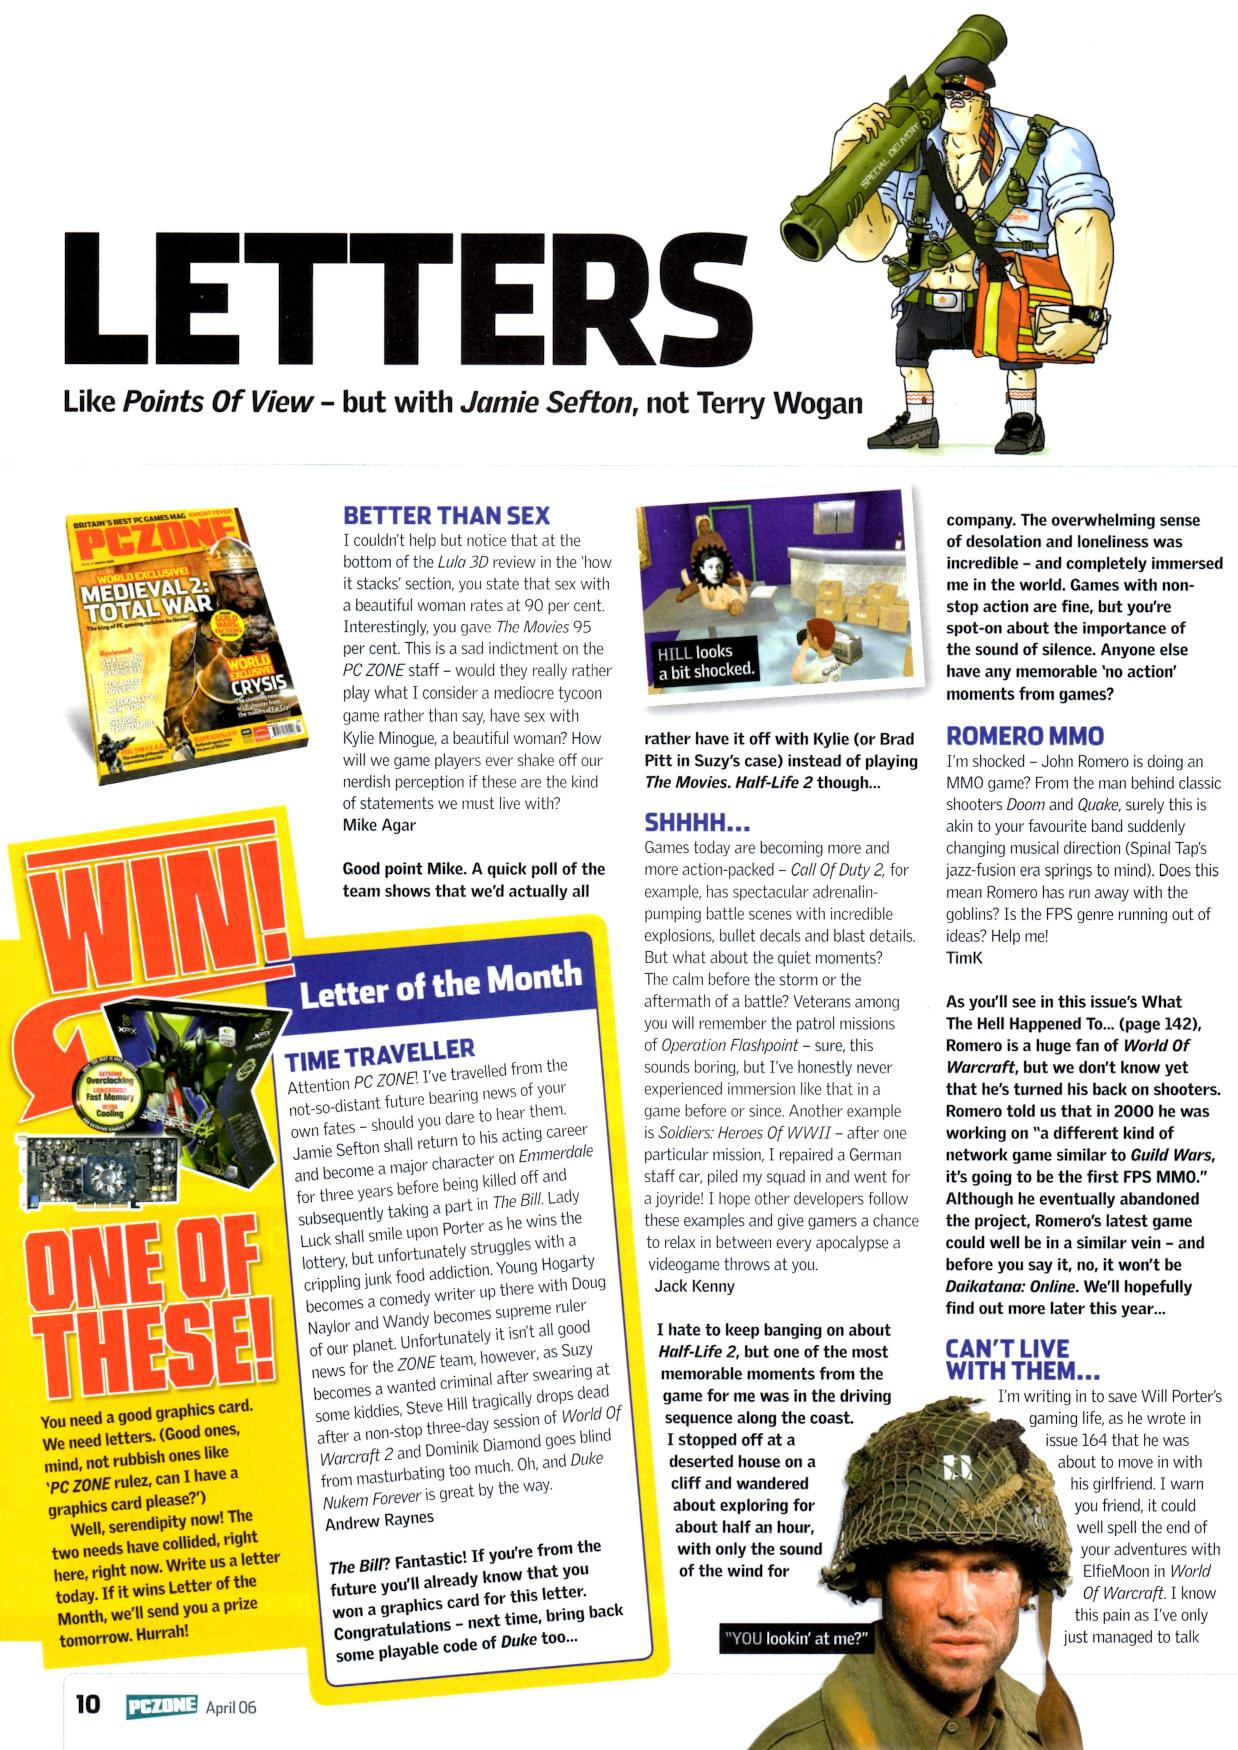 SPECIAL DELIVERY
LETTERS
Like Points Of View – but with Jamie Sefton, not Terry Wogan
BRITAIN'S BEST PC GAMES MAG KNIGHT FEVER!
PCZONE
WORLD EXCLUSIVE!
MEDIEVAL 2:
TOTAL WAR
The king of PC gaming reclaims its throne!
GUILD
WARS:
FACTIONS
Reviewed!
WORLD
EXCLUSIVE
CRYSIS
BETTER THAN SEX
I couldn't help but notice that at the
bottom of the Lula 3D review in the 'how
it stacks' section, you state that sex with
a beautiful woman rates at 90 per cent.
Interestingly, you gave The Movies 95
per cent. This is a sad indictment on the
PC ZONE staff – would they really rather
play what I consider a mediocre tycoon
game rather than say, have sex with
Kylie Minogue, a beautiful woman? How
will we game players ever shake off our
nerdish perception if these are the kind
of statements we must live with?
Mike Agar
Good point Mike. A quick poll of the
team shows that we'd actually all
HILL looks
a bit shocked.
rather have it off with Kylie (or Brad
Pitt in Suzy's case) instead of playing
The Movies. Half-Life 2 though...
SHHHH...
Games today are becoming more and
more action-packed – Call Of Duty 2, for
example, has spectacular adrenalin-
pumping battle scenes with incredible
explosions, bullet decals and blast details.
But what about the quiet moments?
The calm before the storm or the
aftermath of a battle? Veterans among
you will remember the patrol missions
of Operation Flashpoint – sure, this
sounds boring, but I've honestly never
experienced immersion like that in a
game before or since. Another example
is Soldiers: Heroes Of WWII – after one
particular mission, I repaired a German
staff car, piled my squad in and went for
a joyride! I hope other developers follow
these examples and give gamers a chance
to relax in between every apocalypse a
videogame throws at you.
Jack Kenny
I hate to keep banging on about
Half-Life 2, but one of the most
memorable moments from the
game for me was in the driving
sequence along the coast.
I stopped off at a
deserted house on a
cliff and wandered
about exploring for
about half an hour,
with only the sound
of the wind for
company. The overwhelming sense
of desolation and loneliness was
incredible – and completely immersed
me in the world. Games with non-
stop action are fine, but you're
spot-on about the importance of
the sound of silence. Anyone else
have any memorable 'no action'
moments from games?
ROMERO MMO
I'm shocked – John Romero is doing an
MMO game? From the man behind classic
shooters Doom and Quake, surely this is
akin to your favourite band suddenly
changing musical direction (Spinal Tap's
jazz-fusion era springs to mind). Does this
mean Romero has run away with the
goblins? Is the FPS genre running out of
ideas? Help me!
TimK
As you'll see in this issue's What
The Hell Happened To... (page 142),
Romero is a huge fan of World Of
Warcraft, but we don't know yet
that he's turned his back on shooters.
Romero told us that in 2000 he was
working on "a different kind of
network game similar to Guild Wars,
it's going to be the first FPS MMO."
Although he eventually abandoned
the project, Romero's latest game
could well be in a similar vein – and
before you say it, no, it won't be
Daikatana: Online. We'll hopefully
find out more later this year...
CAN'T LIVE
WITH THEM...
I'm writing in to save Will Porter's
gaming life, as he wrote in
issue 164 that he was
about to move in with
his girlfriend. I warn
you friend, it could
well spell the end of
your adventures with
ElfieMoon in World
Of Warcraft. I know
this pain as I've only
just managed to talk
"YOU lookin' at me?"
WIN!
XFX
EXTREME
Overclocking
DANGEROUSLY
Fast Memory
ULTRA
Cooling
ONE OF
THESE!
You need a good graphics card.
We need letters. (Good ones,
mind, not rubbish ones like
'PC ZONE rulez, can I have a
graphics card please?')
Well, serendipity now! The
two needs have collided, right
here, right now. Write us a letter
today. If it wins Letter of the
Month, we'll send you a prize
tomorrow. Hurrah!
Letter of the Month
TIME TRAVELLER
Attention PC ZONE! I've travelled from the
not-so-distant future bearing news of your
own fates – should you dare to hear them.
Jamie Sefton shall return to his acting career
and become a major character on Emmerdale
for three years before being killed off and
subsequently taking a part in The Bill. Lady
Luck shall smile upon Porter as he wins the
lottery, but unfortunately struggles with a
crippling junk food addiction. Young Hogarty
becomes a comedy writer up there with Doug
Naylor and Wandy becomes supreme ruler
of our planet. Unfortunately it isn't all good
news for the ZONE team, however, as Suzy
becomes a wanted criminal after swearing at
some kiddies, Steve Hill tragically drops dead
after a non-stop three-day session of World Of
Warcraft 2 and Dominik Diamond goes blind
from masturbating too much. Oh, and Duke
Nukem Forever is great by the way.
Andrew Raynes
The Bill? Fantastic! If you're from the
future you'll already know that you
won a graphics card for this letter.
Congratulations – next time, bring back
some playable code of Duke too...
10 PCZONE April 06